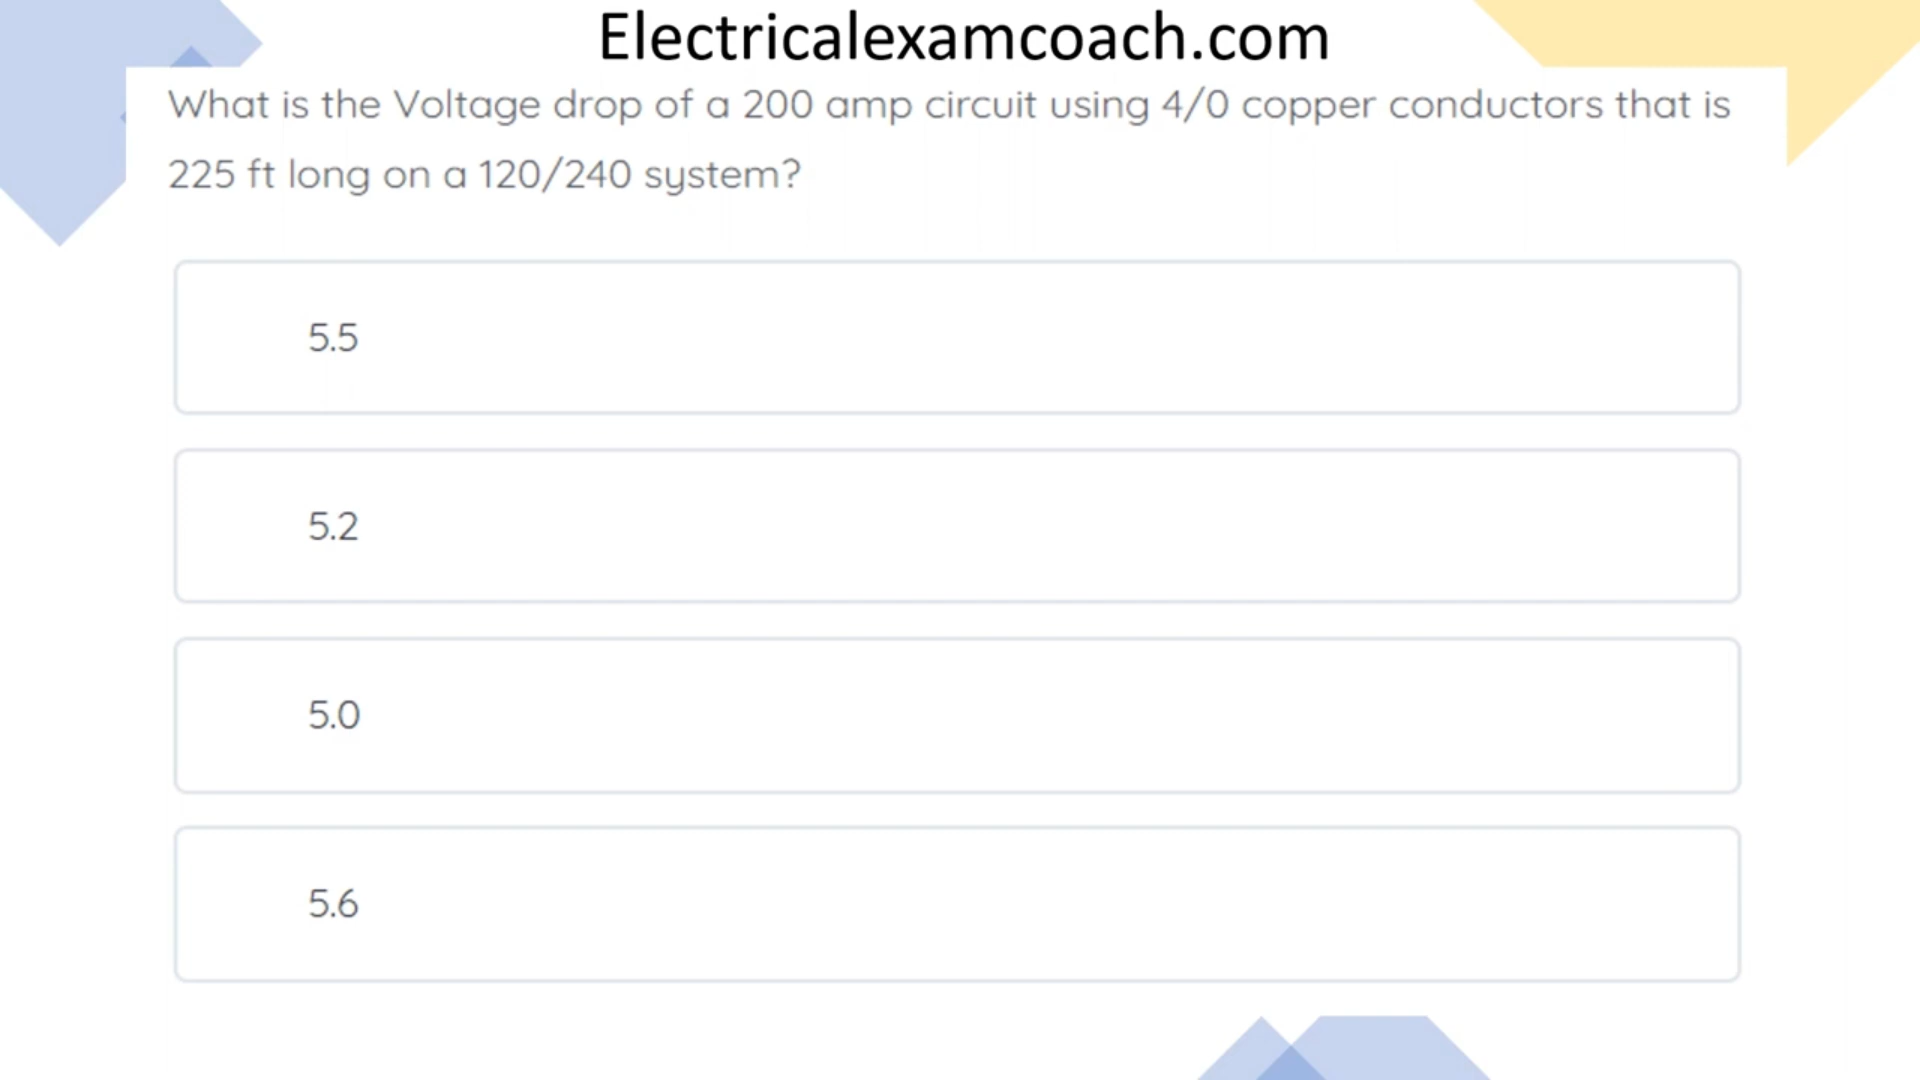 Electricalexamcoach.com
What is the Voltage drop of a 200 amp circuit using 4/0 copper conductors that is
225 ft long on a 120/240 system?
5.5
5.2
5.0
5.6